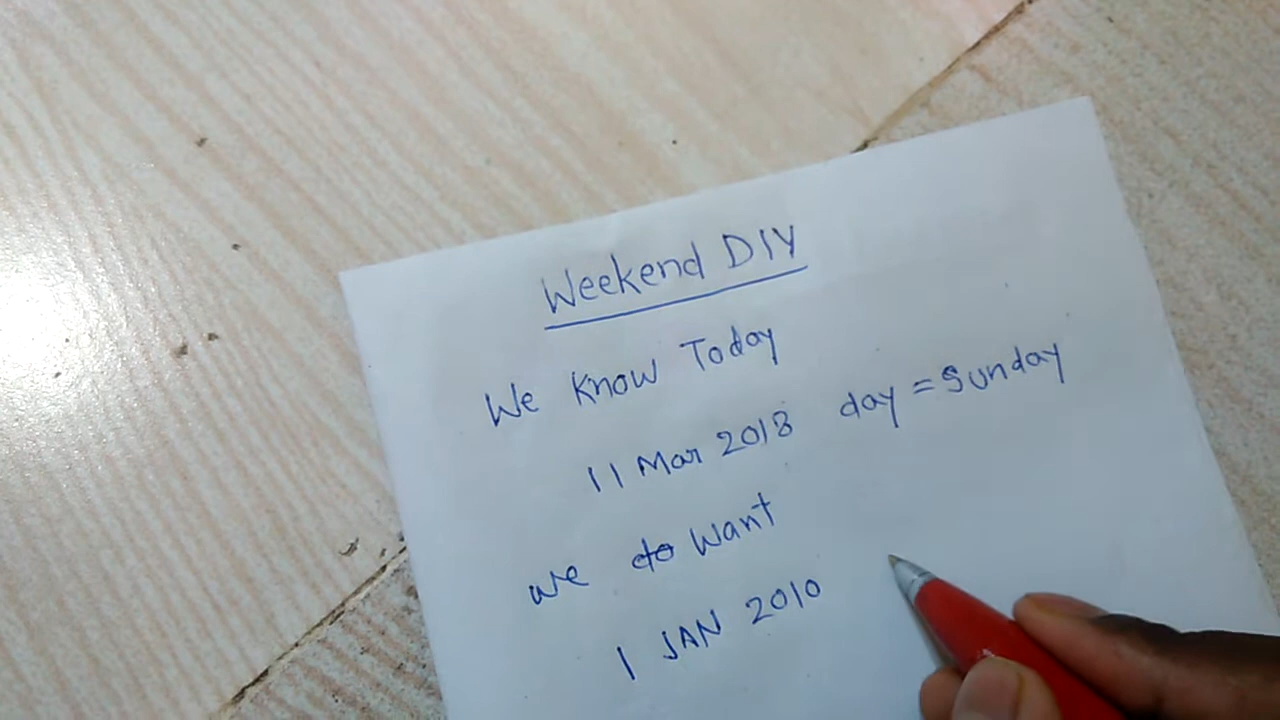 Weekend DIY
We Know Today
11 Mar 2018 day = Sunday
we do Want
1 JAN 2010